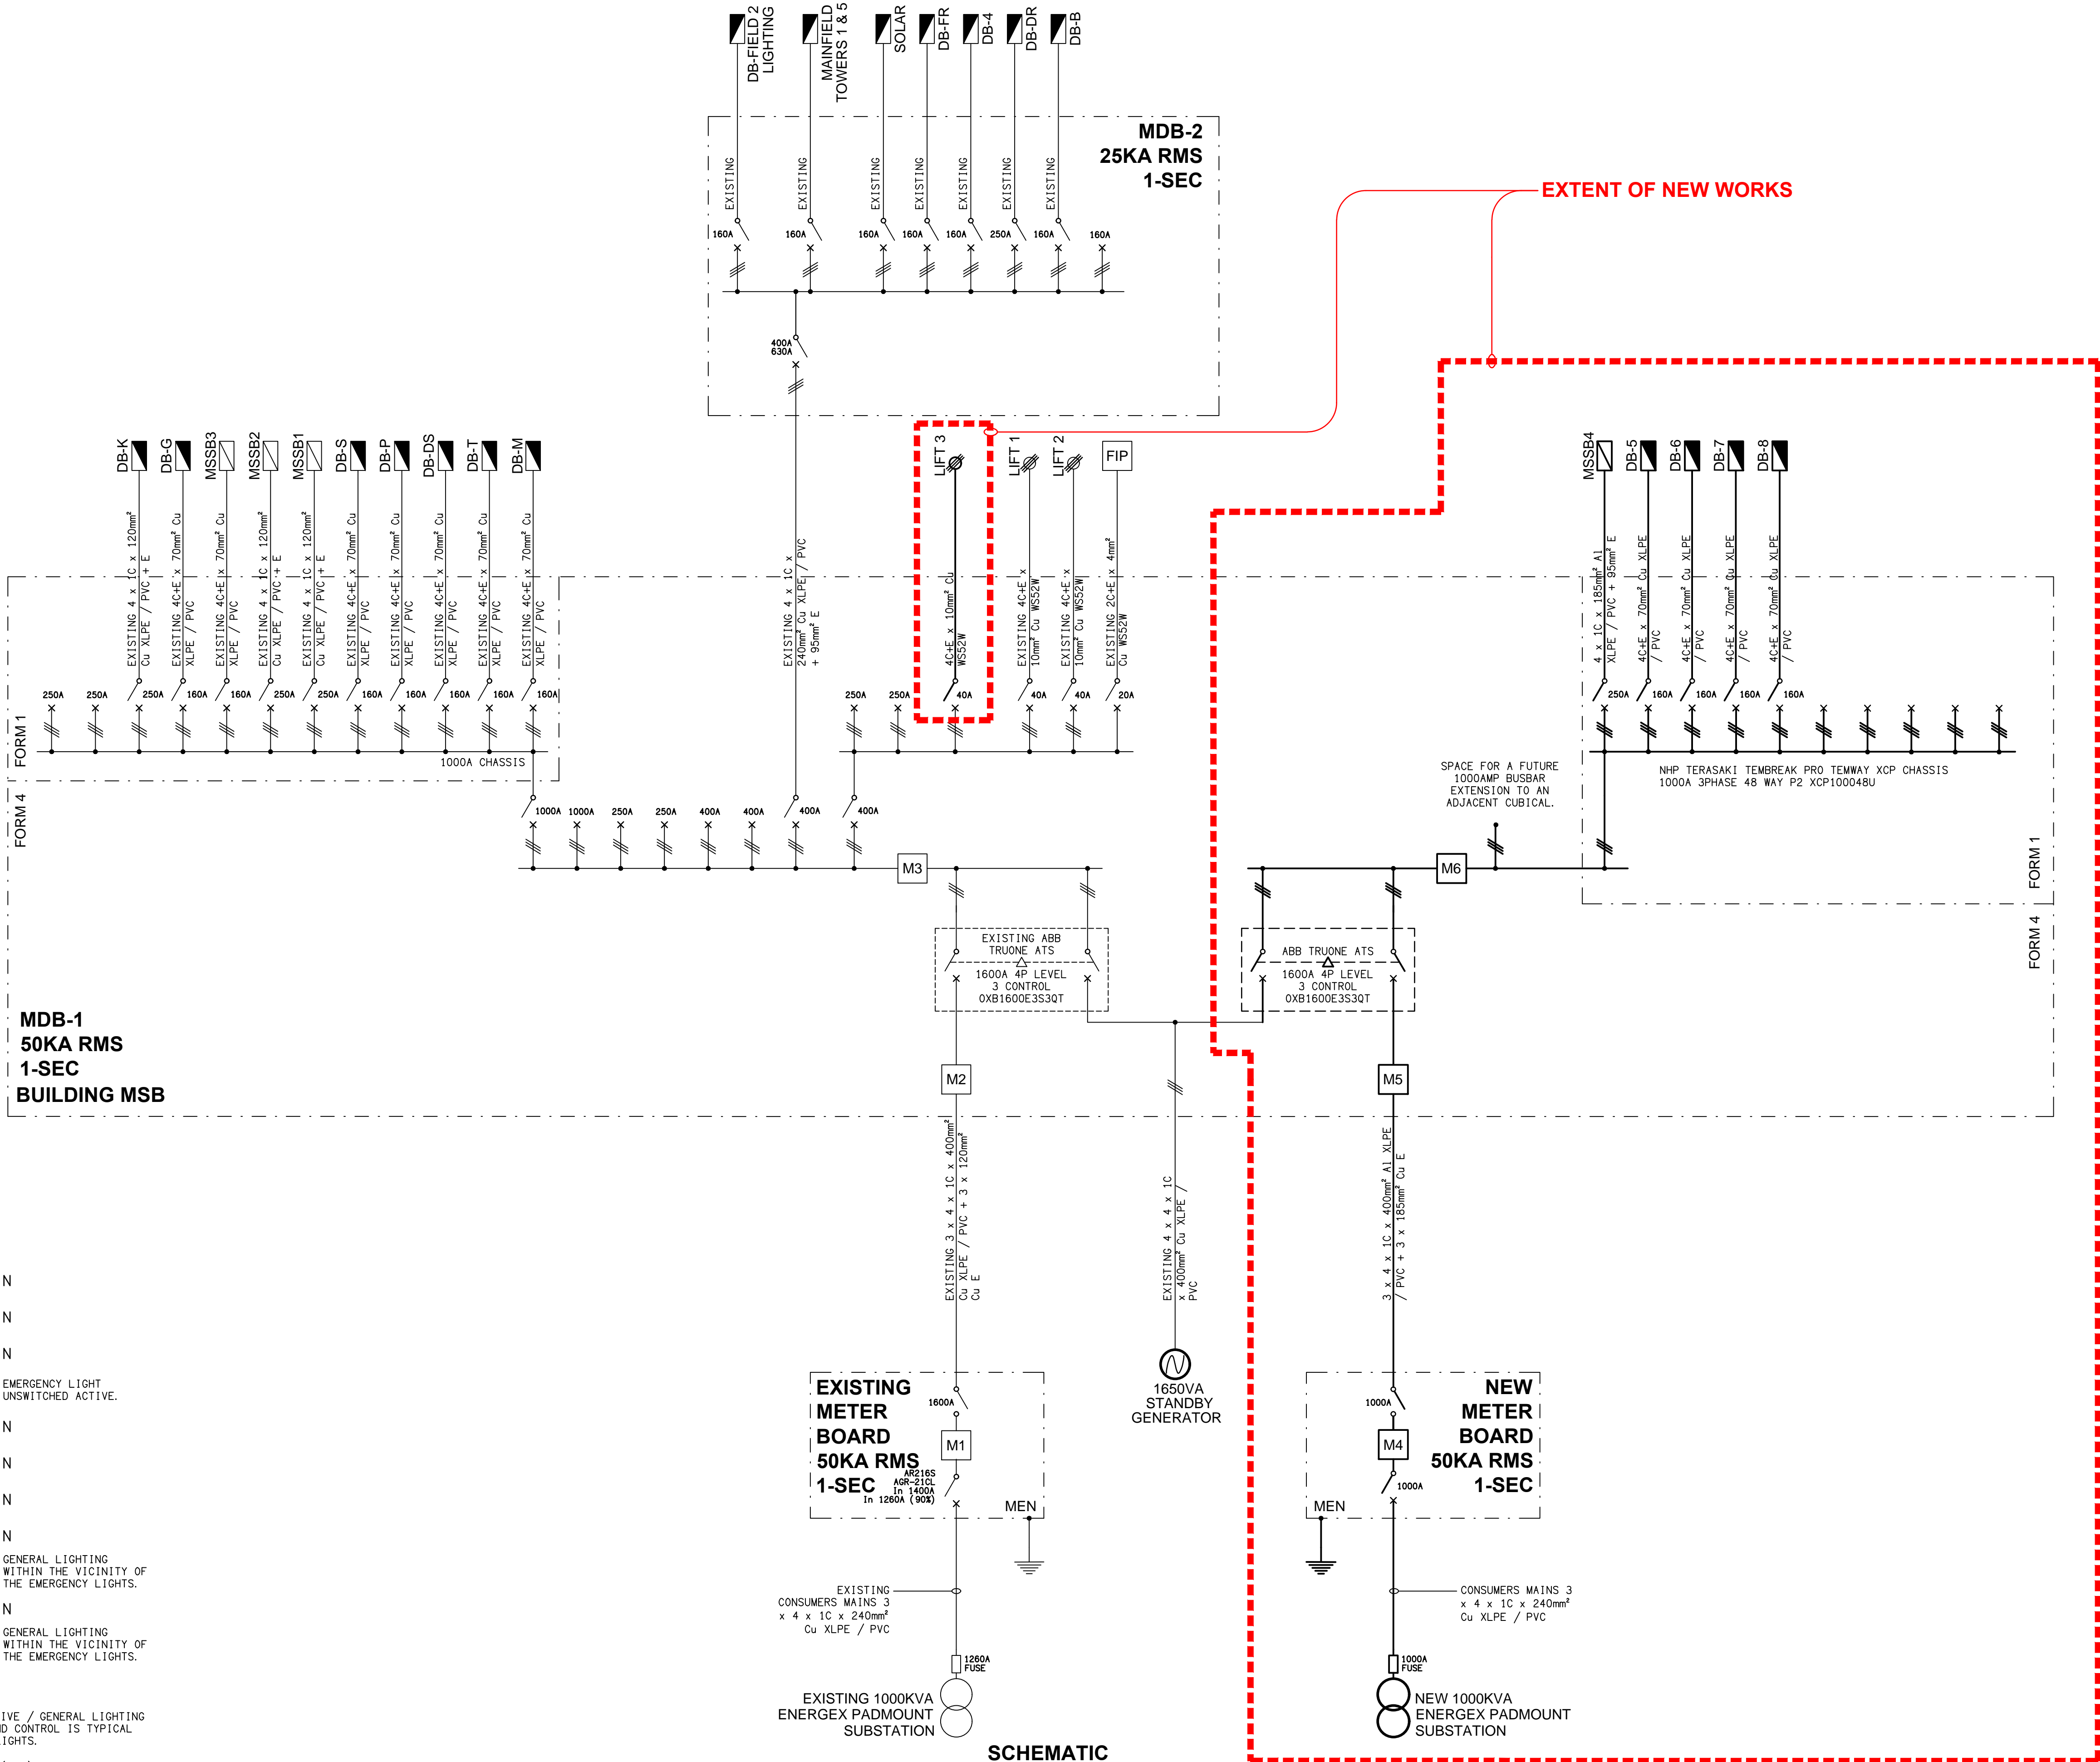 DB-FIELD 2
LIGHTING
MAINFIELD
TOWERS 1 & 5
SOLAR
DB-FR
DB-4
DB-DR
DB-B
MDB-2
25KA RMS
1-SEC
EXISTING
EXISTING
EXISTING
EXISTING
EXISTING
EXISTING
EXISTING
160A
160A
160A
160A
160A
250A
160A
160A
400A
630A
EXTENT OF NEW WORKS
DB-K
DB-G
MSSB3
MSSB2
MSSB1
DB-S
DB-P
DB-DS
DB-T
DB-M
LIFT 3
LIFT 1
LIFT 2
FIP
MSSB4
DB-5
DB-6
DB-7
DB-8
EXISTING 4 x 1C x 120mm²
Cu XLPE / PVC + E
EXISTING 4C+E x 70mm² Cu
XLPE / PVC
EXISTING 4C+E x 70mm² Cu
XLPE / PVC
EXISTING 4 x 1C x 120mm²
Cu XLPE / PVC + E
EXISTING 4 x 1C x 120mm²
Cu XLPE / PVC + E
EXISTING 4C+E x 70mm² Cu
XLPE / PVC
EXISTING 4C+E x 70mm² Cu
XLPE / PVC
EXISTING 4C+E x 70mm² Cu
XLPE / PVC
EXISTING 4C+E x 70mm² Cu
XLPE / PVC
EXISTING 4C+E x 70mm² Cu
XLPE / PVC
EXISTING 4 x 1C x
240mm² Cu XLPE / PVC
+ 95mm² E
4C+E x 10mm² Cu
WS52W
EXISTING 4C+E x
10mm² Cu WS52W
EXISTING 4C+E x
10mm² Cu WS52W
EXISTING 2C+E x 4mm²
Cu WS52W
4 x 1C x 185mm² Al
XLPE / PVC + 95mm² E
4C+E x 70mm² Cu XLPE
/ PVC
4C+E x 70mm² Cu XLPE
/ PVC
4C+E x 70mm² Cu XLPE
/ PVC
4C+E x 70mm² Cu XLPE
/ PVC
250A
250A
250A
160A
160A
250A
250A
160A
160A
160A
160A
160A
250A
250A
40A
40A
40A
20A
250A
160A
160A
160A
160A
FORM 1
1000A CHASSIS
FORM 4
1000A
1000A
250A
250A
400A
400A
400A
400A
SPACE FOR A FUTURE
1000AMP BUSBAR
EXTENSION TO AN
ADJACENT CUBICAL.
NHP TERASAKI TEMBREAK PRO TEMWAY XCP CHASSIS
1000A 3PHASE 48 WAY P2 XCP100048U
M3
M6
FORM 1
FORM 4
EXISTING ABB
TRUONE ATS
1600A 4P LEVEL
3 CONTROL
OXB1600E3S3QT
ABB TRUONE ATS
1600A 4P LEVEL
3 CONTROL
OXB1600E3S3QT
MDB-1
50KA RMS
1-SEC
BUILDING MSB
M2
M5
EXISTING 3 x 4 x 1C x 400mm²
Cu XLPE / PVC + 3 x 120mm²
Cu E
EXISTING 4 x 4 x 1C
x 400mm² Cu XLPE /
PVC
3 x 4 x 1C x 400mm² Al XLPE
/ PVC + 3 x 185mm² Cu E
N
N
N
EMERGENCY LIGHT
UNSWITCHED ACTIVE.
N
N
N
N
GENERAL LIGHTING
WITHIN THE VICINITY OF
THE EMERGENCY LIGHTS.
N
GENERAL LIGHTING
WITHIN THE VICINITY OF
THE EMERGENCY LIGHTS.
IVE / GENERAL LIGHTING
ND CONTROL IS TYPICAL
IGHTS.
EXISTING
METER
BOARD
50KA RMS
1-SEC
1600A
M1
AR216S
AGR-21CL
In 1400A
In 1260A (90%)
MEN
1650VA
STANDBY
GENERATOR
NEW
METER
BOARD
50KA RMS
1-SEC
1000A
M4
1000A
MEN
EXISTING
CONSUMERS MAINS 3
x 4 x 1C x 240mm²
Cu XLPE / PVC
CONSUMERS MAINS 3
x 4 x 1C x 240mm²
Cu XLPE / PVC
1260A
FUSE
1000A
FUSE
EXISTING 1000KVA
ENERGEX PADMOUNT
SUBSTATION
NEW 1000KVA
ENERGEX PADMOUNT
SUBSTATION
SCHEMATIC